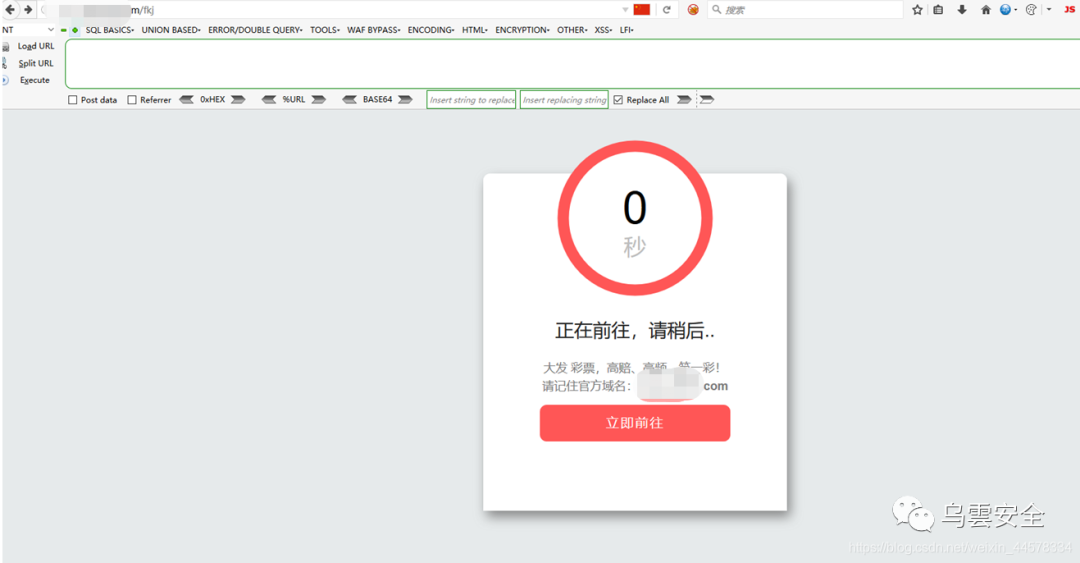 m/fkj
搜索
JS
NT
SQL BASICS▾ UNION BASED▾ ERROR/DOUBLE QUERY▾ TOOLS▾ WAF BYPASS▾ ENCODING▾ HTML▾ ENCRYPTION▾ OTHER▾ XSS▾ LFI▾
Load URL
Split URL
Execute
Post data Referrer 0xHEX %URL BASE64 Insert string to replace Insert replacing string Replace All
0
秒
正在前往，请稍后..
大发 彩票，高赔、高频、第一彩！
请记住官方域名： com
立即前往
乌雲安全
https://blog.csdn.net/weixin_44578334